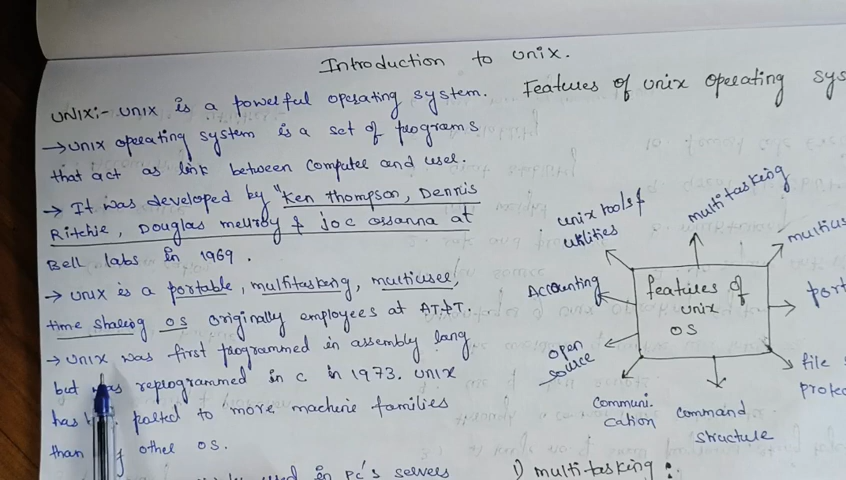 Introduction to unix.
UNIX:- unix is a powerful operating system.
→ unix operating system is a set of programs
that act as link between computer and user.
→ It was developed by "Ken thompson, Dennis
Ritchie, Douglas mellroy & joc ossanna at
Bell labs in 1969.
→ unix is a portable, multitasking, multiuser,
time sharing OS originally employees at AT&T.
→ unix was first programmed in assembly lang
but was reprogrammed in c in 1973. unix
has ported to more machine families
than other os.
used in pc's servers
Features of unix operating sys
unix tools &
utilities
multitasking
multius
Accounting
features of
unix
OS
port
open
source
file s
protec
Communi
cation
command
structure
1) multi-tasking: